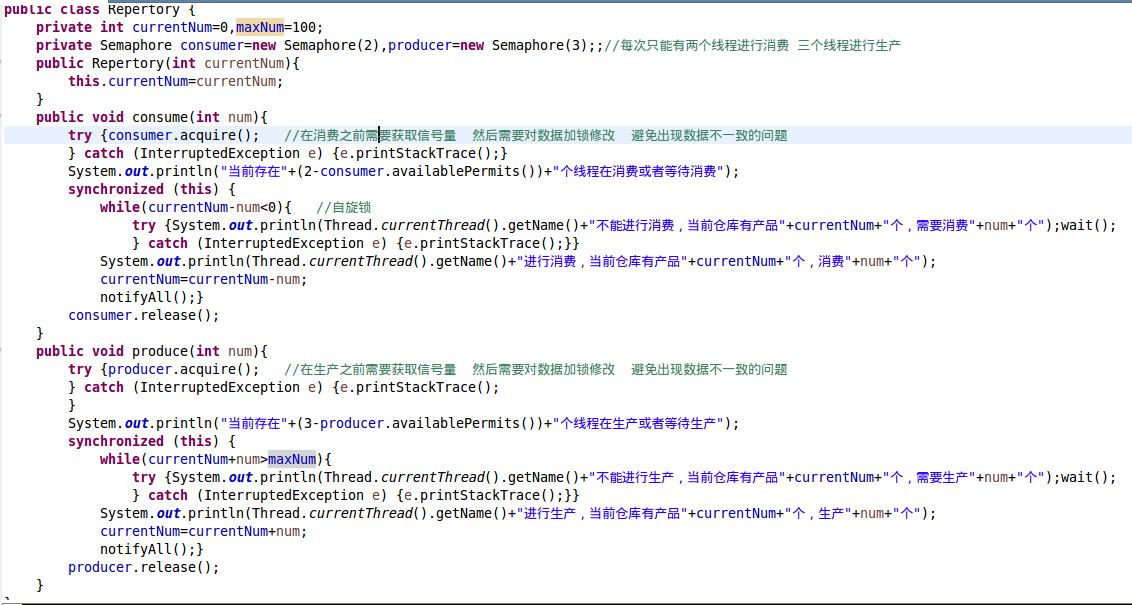 public class Repertory {
    private int currentNum=0,maxNum=100;
    private Semaphore consumer=new Semaphore(2),producer=new Semaphore(3);;//每次只能有两个线程进行消费 三个线程进行生产
    public Repertory(int currentNum){
        this.currentNum=currentNum;
    }
    public void consume(int num){
        try {consumer.acquire();   //在消费之前需要获取信号量  然后需要对数据加锁修改  避免出现数据不一致的问题
        } catch (InterruptedException e) {e.printStackTrace();}
        System.out.println("当前存在"+(2-consumer.availablePermits())+"个线程在消费或者等待消费");
        synchronized (this) {
            while(currentNum-num<0){   //自旋锁
                try {System.out.println(Thread.currentThread().getName()+"不能进行消费，当前仓库有产品"+currentNum+"个，需要消费"+num+"个");wait();
                } catch (InterruptedException e) {e.printStackTrace();}}
            System.out.println(Thread.currentThread().getName()+"进行消费，当前仓库有产品"+currentNum+"个，消费"+num+"个");
            currentNum=currentNum-num;
            notifyAll();}
        consumer.release();
    }
    public void produce(int num){
        try {producer.acquire();   //在生产之前需要获取信号量  然后需要对数据加锁修改  避免出现数据不一致的问题
        } catch (InterruptedException e) {e.printStackTrace();
        }
        System.out.println("当前存在"+(3-producer.availablePermits())+"个线程在生产或者等待生产");
        synchronized (this) {
            while(currentNum+num>maxNum){
                try {System.out.println(Thread.currentThread().getName()+"不能进行生产，当前仓库有产品"+currentNum+"个，需要生产"+num+"个");wait();
                } catch (InterruptedException e) {e.printStackTrace();}}
            System.out.println(Thread.currentThread().getName()+"进行生产，当前仓库有产品"+currentNum+"个，生产"+num+"个");
            currentNum=currentNum+num;
            notifyAll();}
        producer.release();
    }